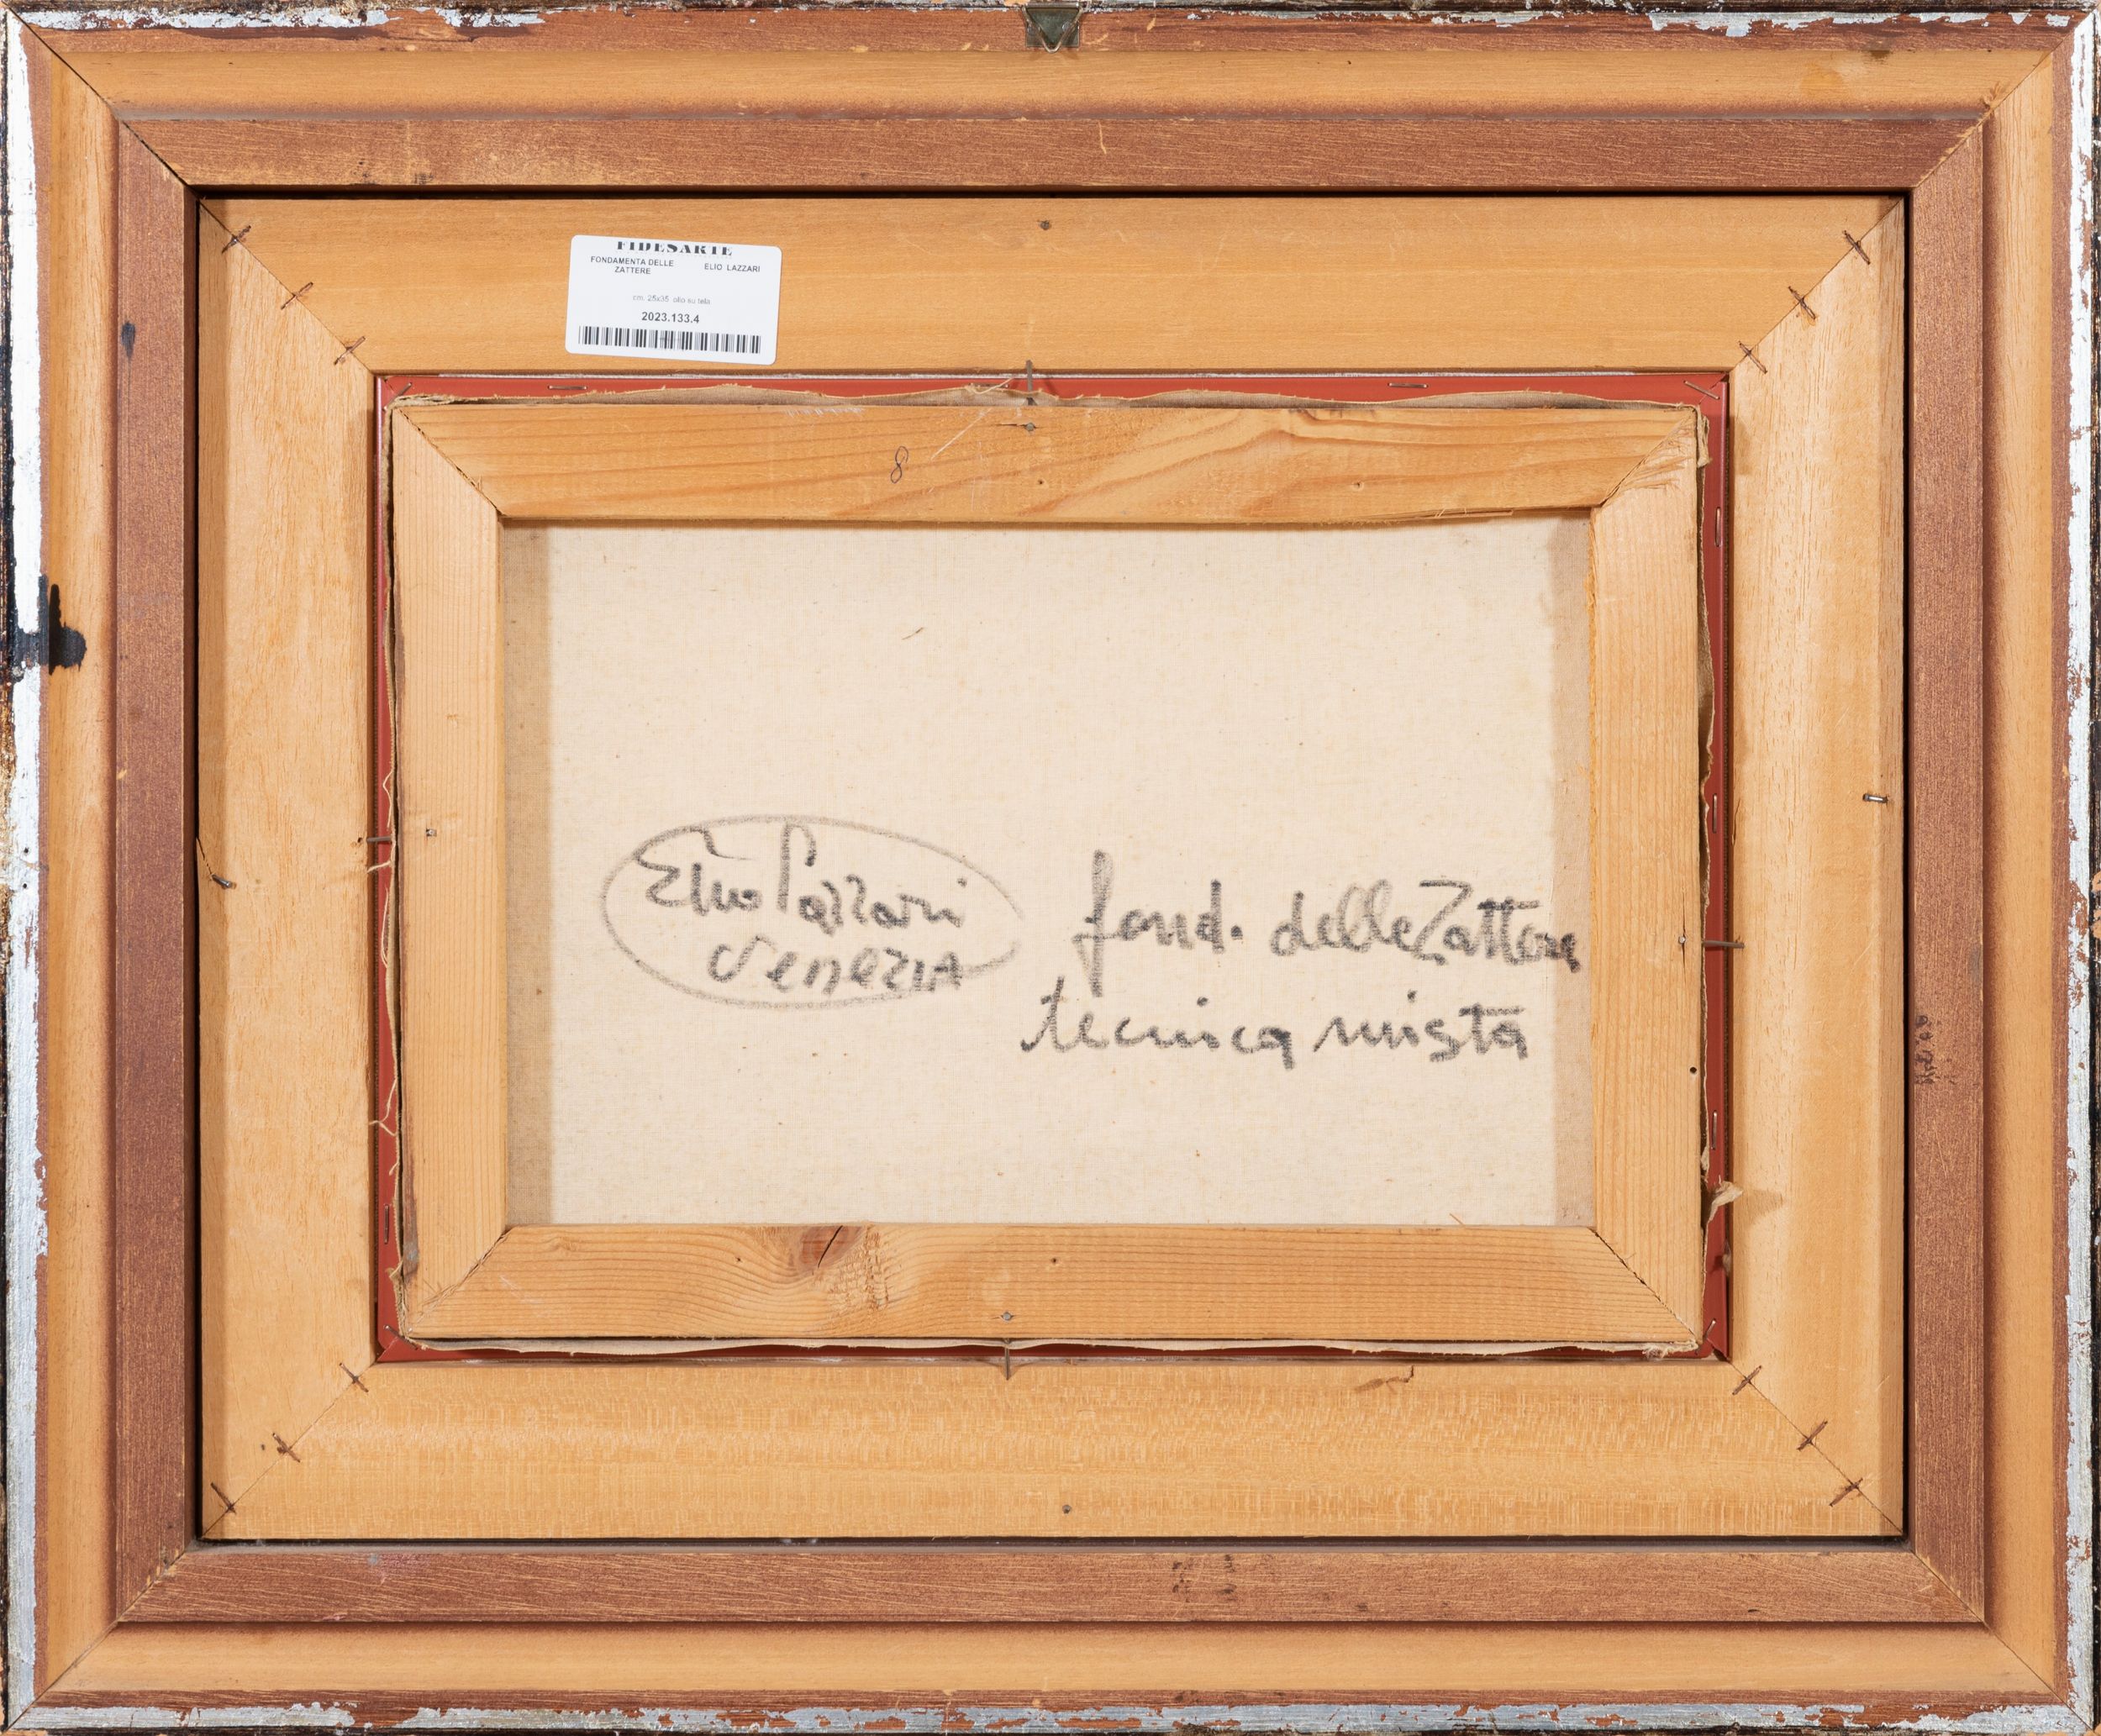 FIDESARTE
FONDAMENTA DELLE ZATTERE
ELIO LAZZARI
cm. 25x35 olio su tela
2023.133.4
8
Elio Lazzari
Venezia
fond. delle Zattere
tecnica mista